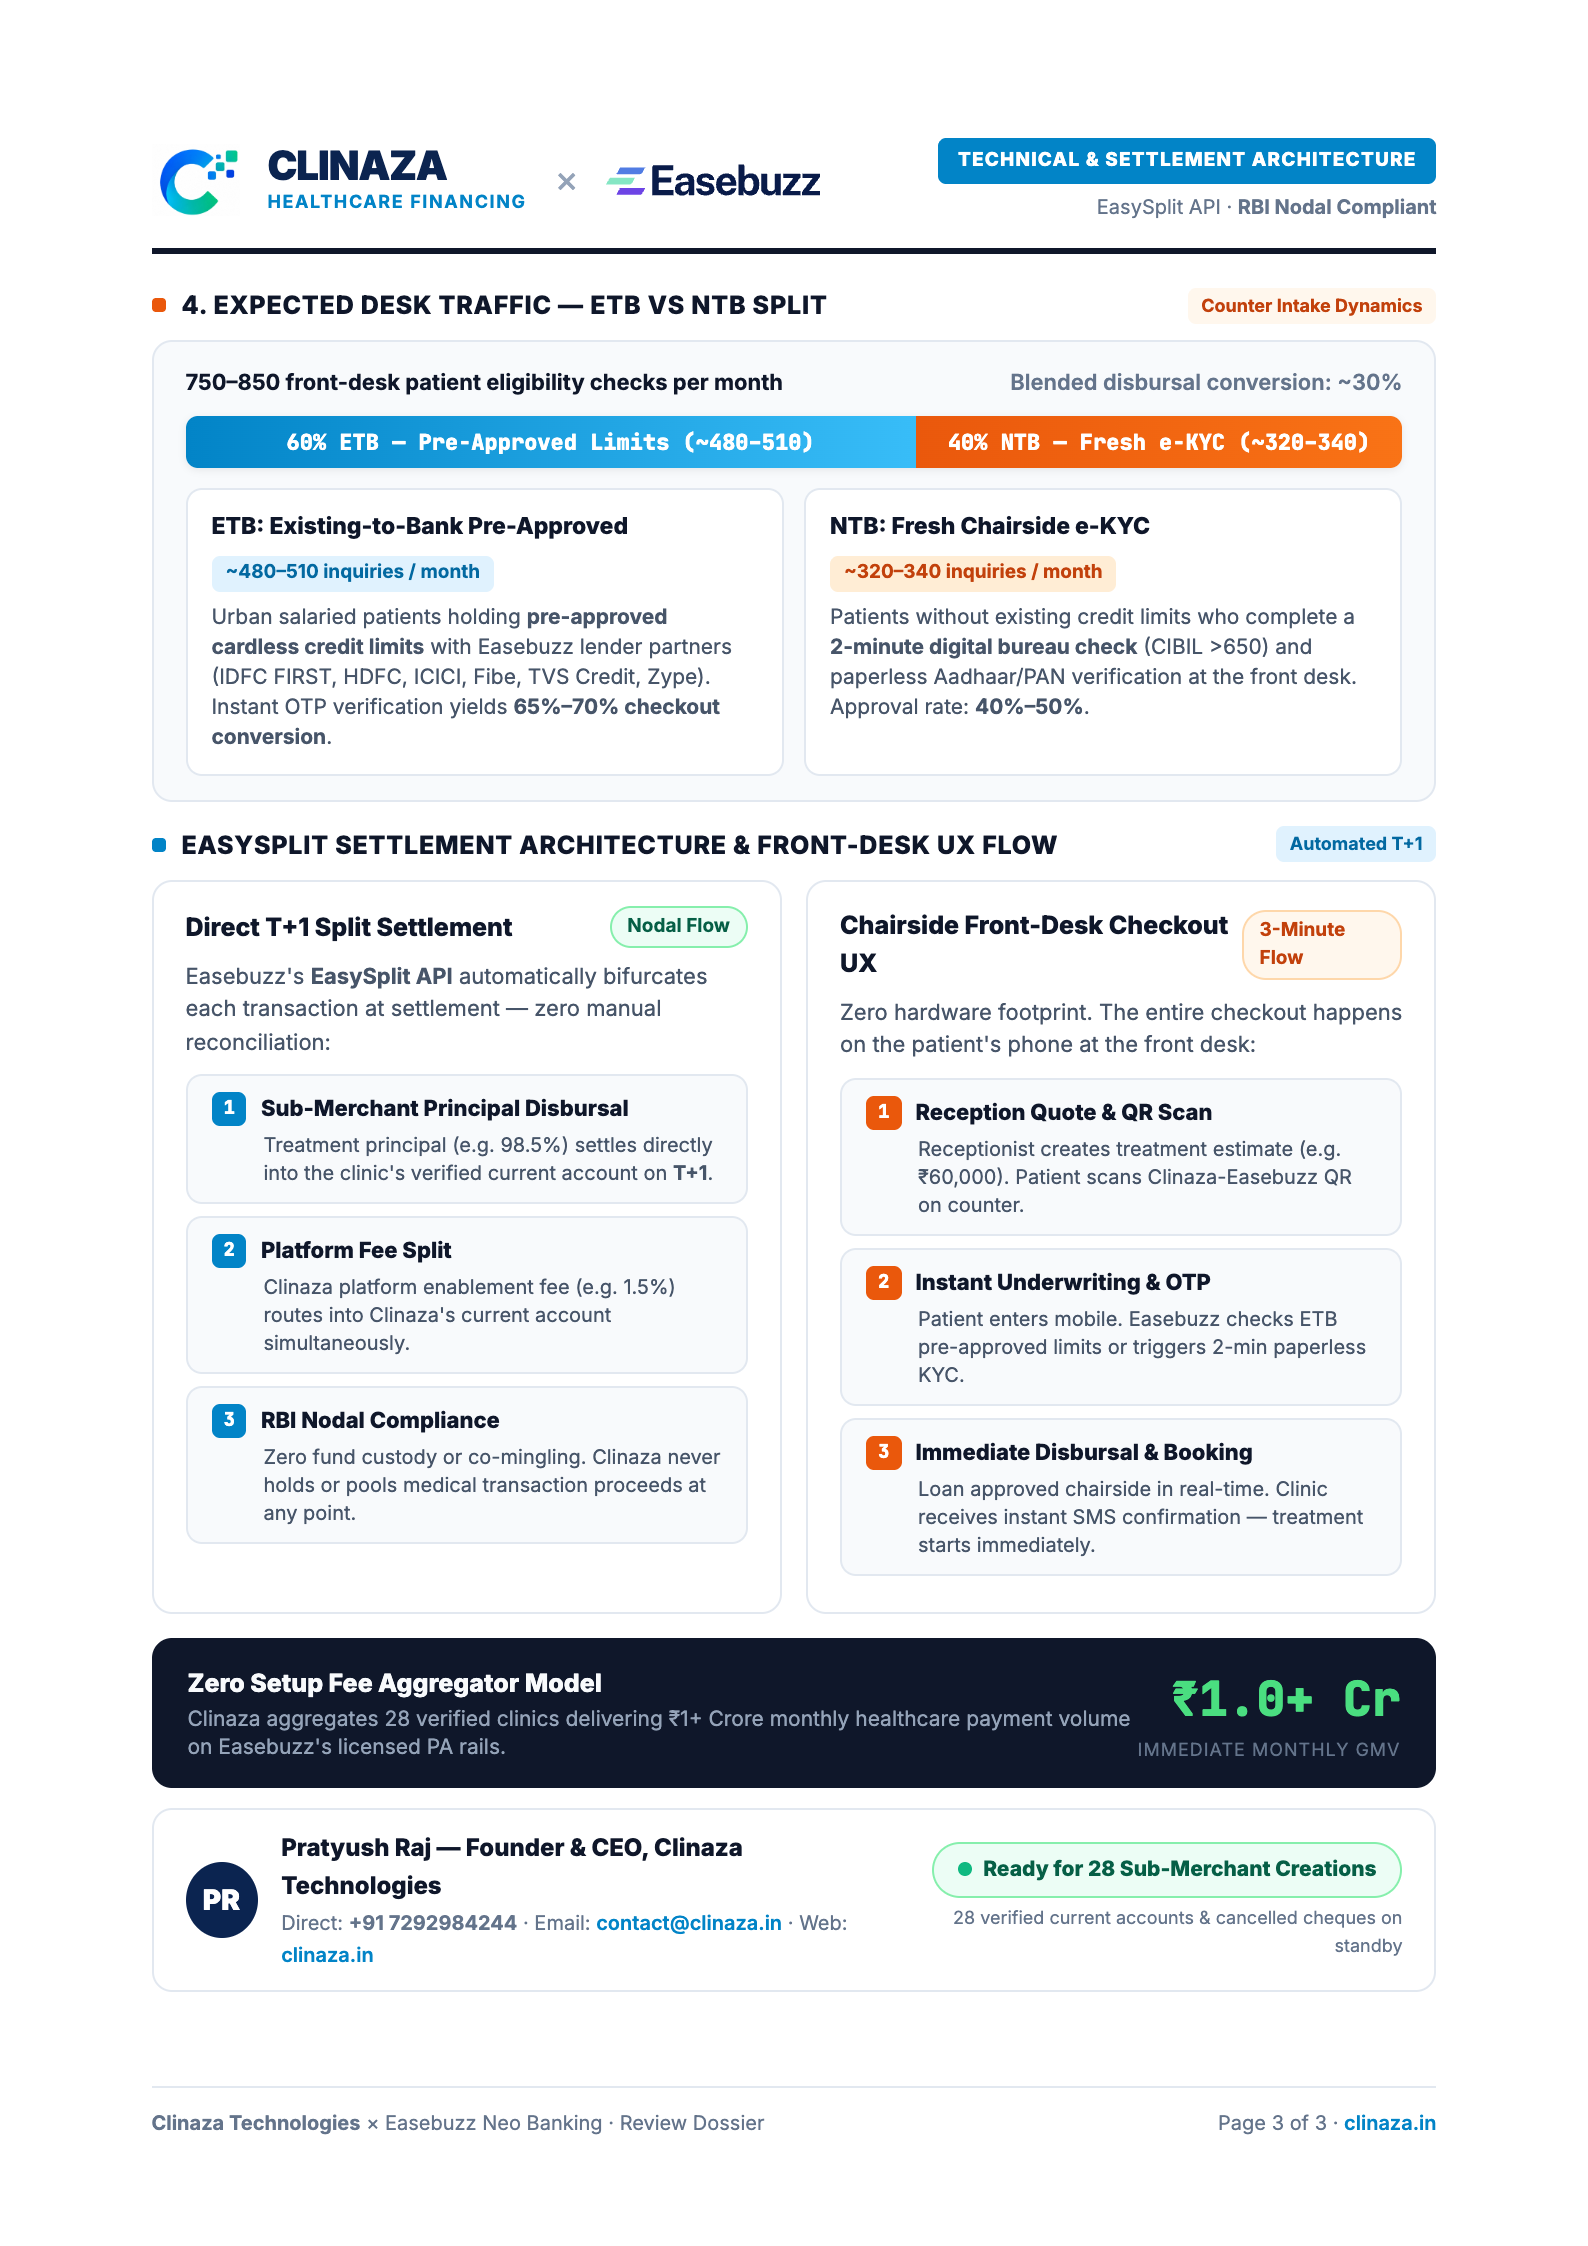 CLINAZA
HEALTHCARE FINANCING
×
Easebuzz
TECHNICAL & SETTLEMENT ARCHITECTURE
EasySplit API · RBI Nodal Compliant
4. EXPECTED DESK TRAFFIC — ETB VS NTB SPLIT
Counter Intake Dynamics
750–850 front-desk patient eligibility checks per month
Blended disbursal conversion: ~30%
60% ETB — Pre-Approved Limits (~480–510)
40% NTB — Fresh e-KYC (~320–340)
ETB: Existing-to-Bank Pre-Approved
~480–510 inquiries / month
Urban salaried patients holding pre-approved
cardless credit limits with Easebuzz lender partners
(IDFC FIRST, HDFC, ICICI, Fibe, TVS Credit, Zype).
Instant OTP verification yields 65%–70% checkout
conversion.
NTB: Fresh Chairside e-KYC
~320–340 inquiries / month
Patients without existing credit limits who complete a
2-minute digital bureau check (CIBIL >650) and
paperless Aadhaar/PAN verification at the front desk.
Approval rate: 40%–50%.
EASYSPLIT SETTLEMENT ARCHITECTURE & FRONT-DESK UX FLOW
Automated T+1
Direct T+1 Split Settlement
Nodal Flow
Easebuzz's EasySplit API automatically bifurcates
each transaction at settlement — zero manual
reconciliation:
1 Sub-Merchant Principal Disbursal
Treatment principal (e.g. 98.5%) settles directly
into the clinic's verified current account on T+1.
2 Platform Fee Split
Clinaza platform enablement fee (e.g. 1.5%)
routes into Clinaza's current account
simultaneously.
3 RBI Nodal Compliance
Zero fund custody or co-mingling. Clinaza never
holds or pools medical transaction proceeds at
any point.
Chairside Front-Desk Checkout
UX
3-Minute
Flow
Zero hardware footprint. The entire checkout happens
on the patient's phone at the front desk:
1 Reception Quote & QR Scan
Receptionist creates treatment estimate (e.g.
₹60,000). Patient scans Clinaza-Easebuzz QR
on counter.
2 Instant Underwriting & OTP
Patient enters mobile. Easebuzz checks ETB
pre-approved limits or triggers 2-min paperless
KYC.
3 Immediate Disbursal & Booking
Loan approved chairside in real-time. Clinic
receives instant SMS confirmation — treatment
starts immediately.
Zero Setup Fee Aggregator Model
Clinaza aggregates 28 verified clinics delivering ₹1+ Crore monthly healthcare payment volume
on Easebuzz's licensed PA rails.
₹1.0+ Cr
IMMEDIATE MONTHLY GMV
PR
Pratyush Raj — Founder & CEO, Clinaza
Technologies
Direct: +91 7292984244 · Email: contact@clinaza.in · Web:
clinaza.in
Ready for 28 Sub-Merchant Creations
28 verified current accounts & cancelled cheques on
standby
Clinaza Technologies × Easebuzz Neo Banking · Review Dossier
Page 3 of 3 · clinaza.in